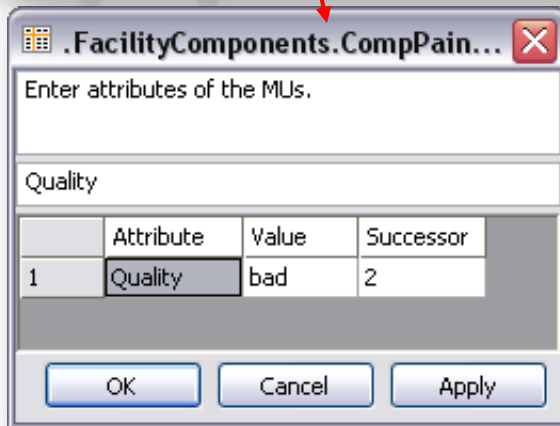 .FacilityComponents.CompPain...
Enter attributes of the MUs.
Quality
Attribute Value Successor
1 Quality bad 2
OK Cancel Apply